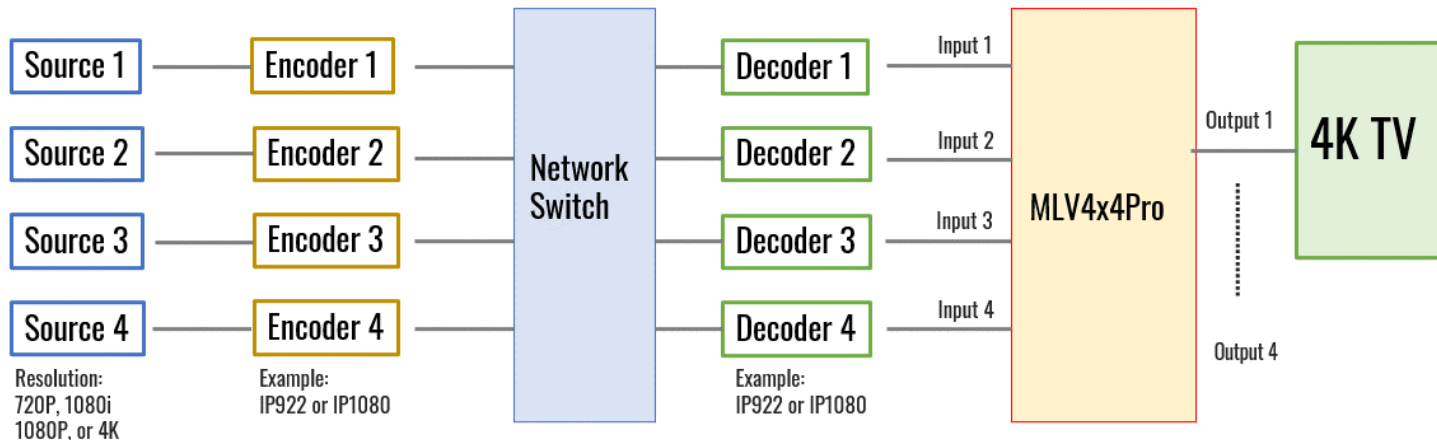 Source 1
Encoder 1
Decoder 1
Input 1
Source 2
Encoder 2
Decoder 2
Input 2
Source 3
Encoder 3
Decoder 3
Input 3
Source 4
Encoder 4
Decoder 4
Input 4
Network
Switch
MLV4x4Pro
Output 1
4K TV
Output 4
Resolution:
720P, 1080i
1080P, or 4K
Example:
IP922 or IP1080
Example:
IP922 or IP1080